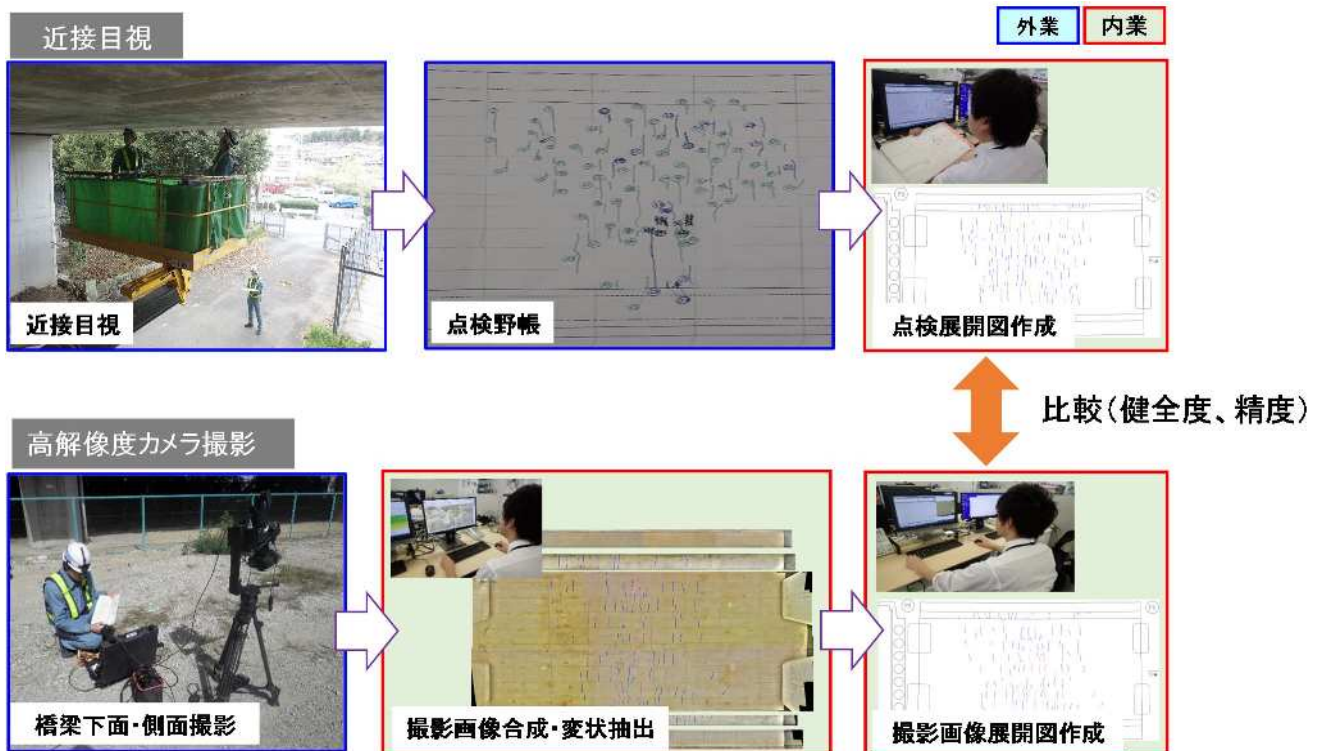 外業
内業
近接目視
近接目視
点検野帳
点検展開図作成
比較(健全度、精度)
高解像度カメラ撮影
橋梁下面・側面撮影
撮影画像合成・変状抽出
撮影画像展開図作成